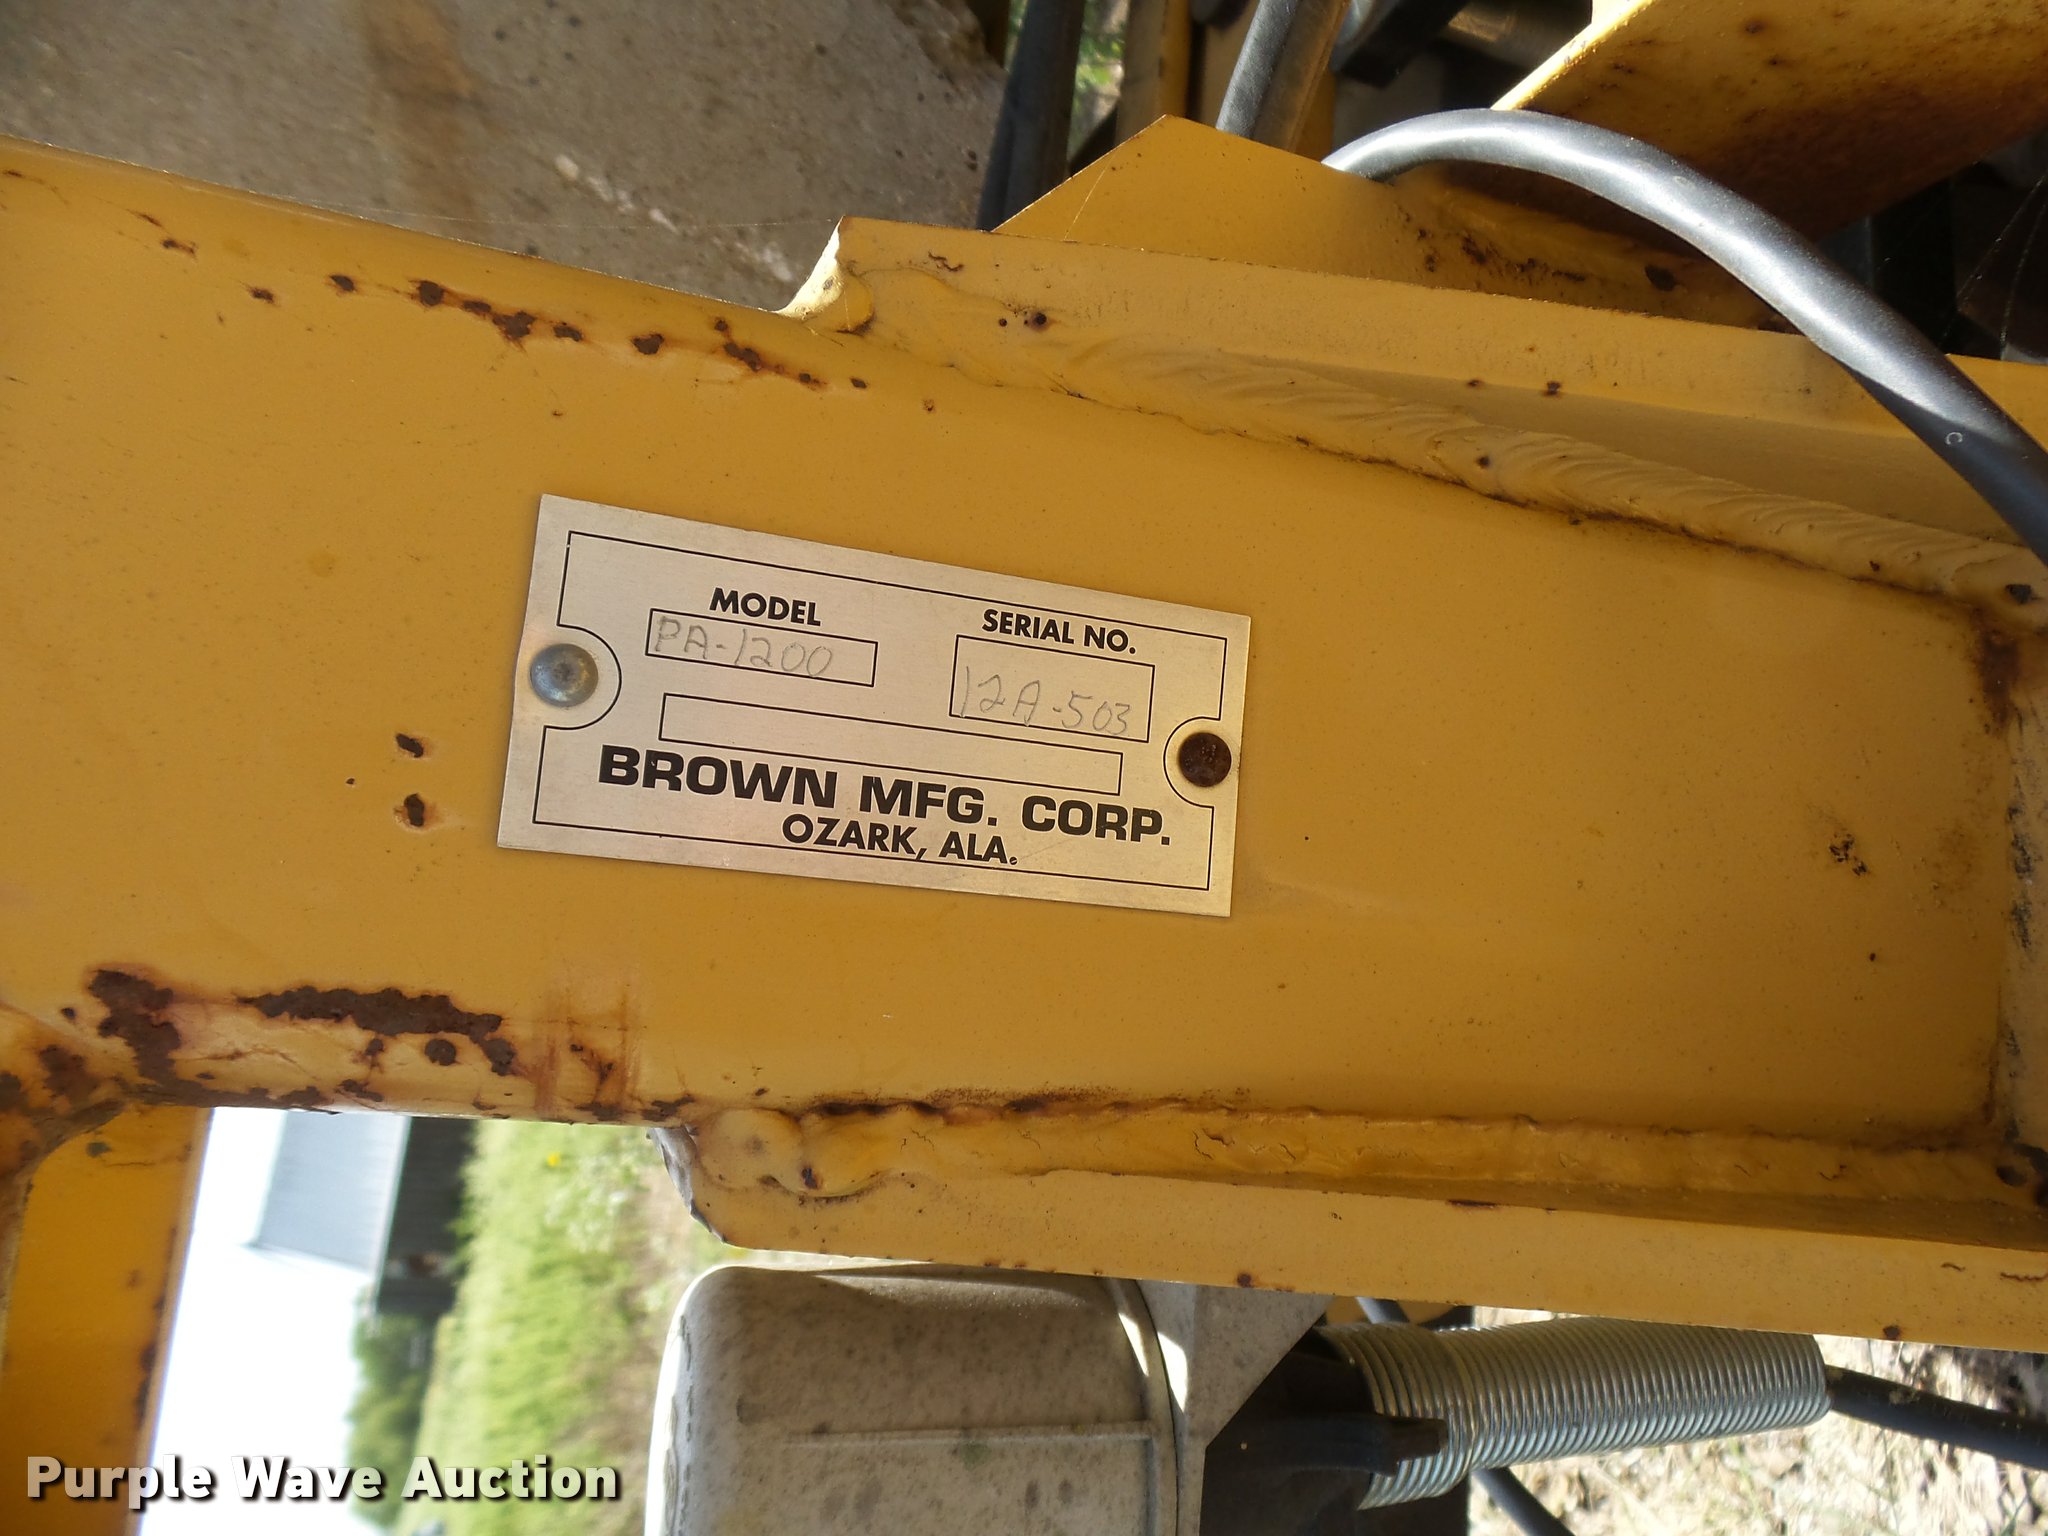 MODEL SERIAL NO.
PA-1200 12A-503
BROWN MFG. CORP.
OZARK, ALA.
Purple Wave Auction